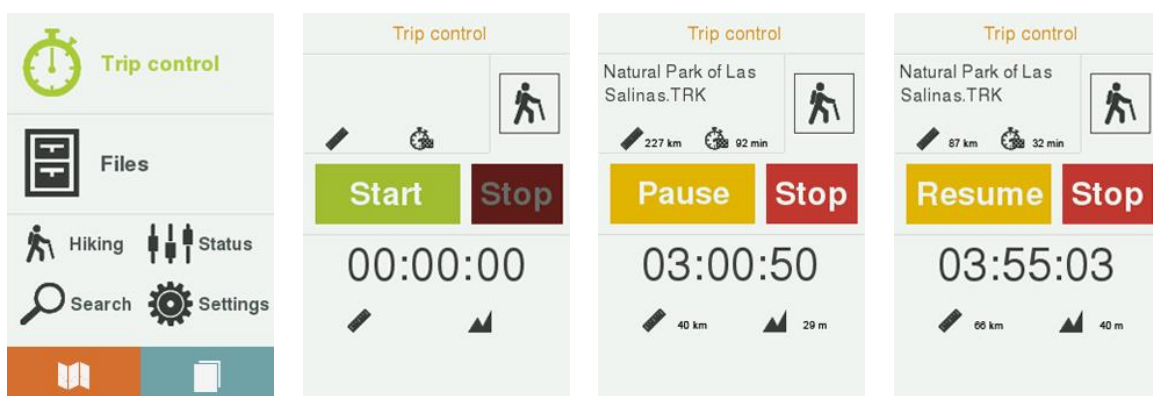 Trip control
Files
Hiking
Status
Search
Settings
Trip control
Start
Stop
00:00:00
Trip control
Natural Park of Las
Salinas.TRK
227 km
92 min
Pause
Stop
03:00:50
40 km
29 m
Trip control
Natural Park of Las
Salinas.TRK
87 km
32 min
Resume
Stop
03:55:03
66 km
40 m